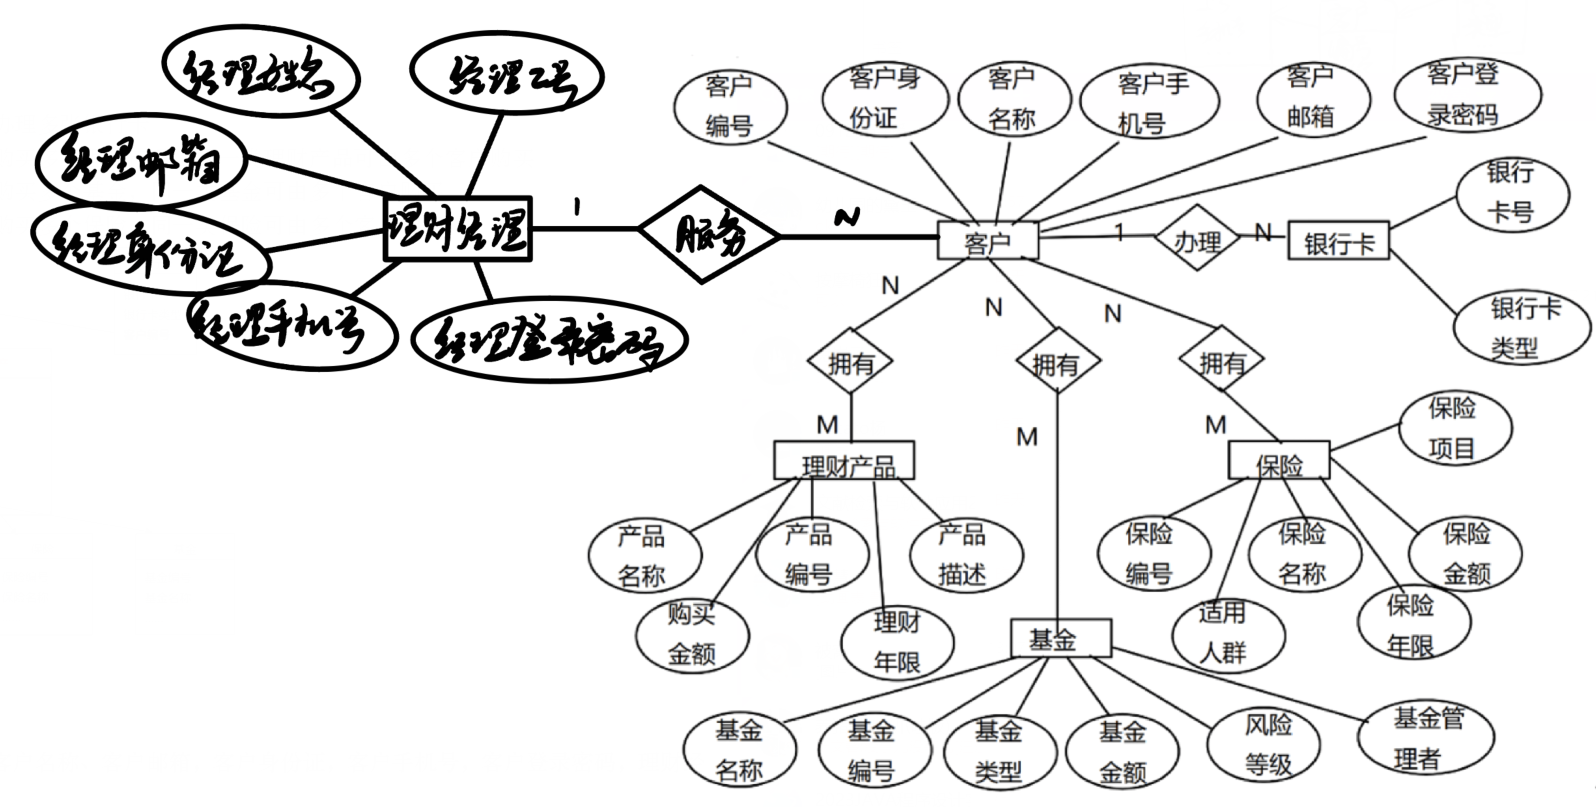 经理姓名
经理工号
经理邮箱
经理身份证
经理手机号
经理登录密码
理财经理
1
服务
N
客户
编号
客户身
份证
客户
名称
客户手
机号
客户
邮箱
客户登
录密码
客户
1
办理
N
银行卡
银行
卡号
银行卡
类型
N
N
N
拥有
拥有
拥有
M
M
M
理财产品
产品
名称
购买
金额
产品
编号
理财
年限
产品
描述
保险
保险
项目
保险
编号
适用
人群
保险
名称
保险
年限
保险
金额
基金
基金
名称
基金
编号
基金
类型
基金
金额
风险
等级
基金管
理者